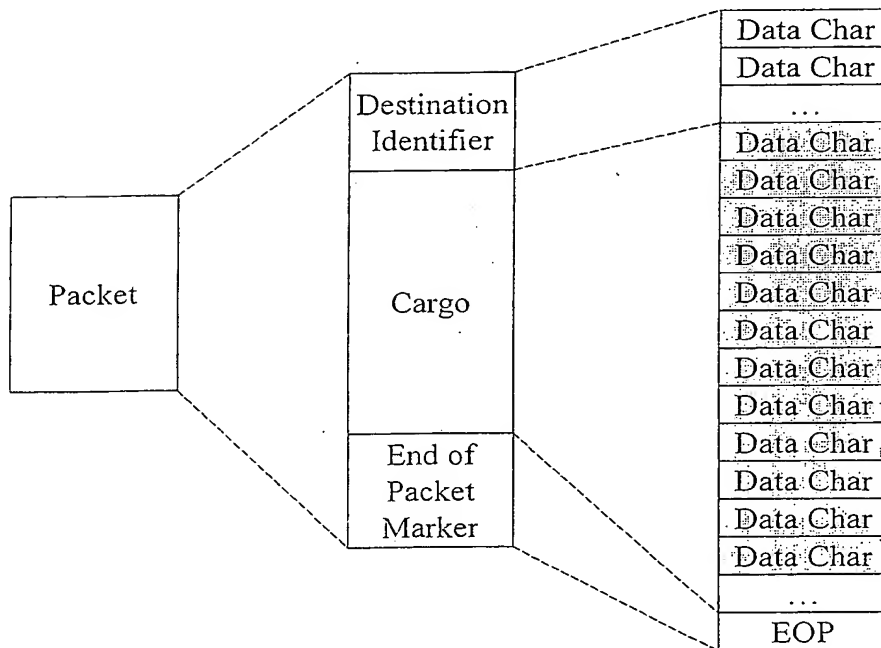 Packet
Destination
Identifier
Cargo
End of
Packet
Marker
Data Char
Data Char
...
Data Char
Data Char
Data Char
Data Char
Data Char
Data Char
Data Char
Data Char
Data Char
Data Char
Data Char
Data Char
...
EOP